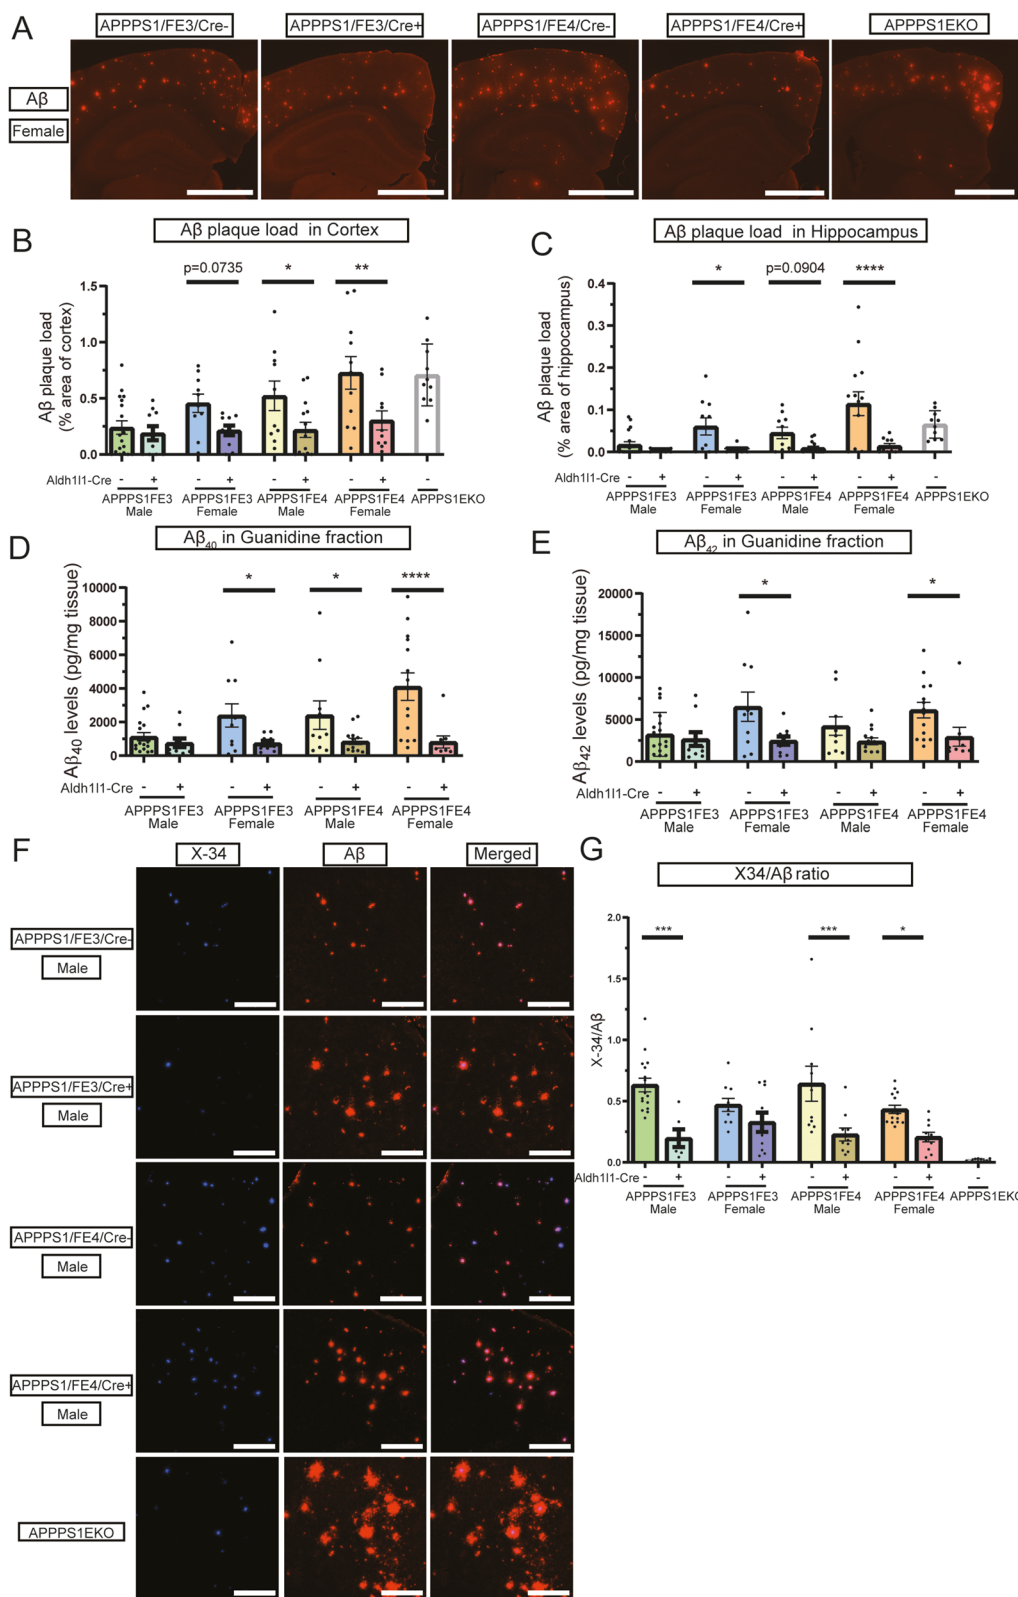 A
APPPS1/FE3/Cre-
APPPS1/FE3/Cre+
APPPS1/FE4/Cre-
APPPS1/FE4/Cre+
APPPS1EKO
Aβ
Female
B
Aβ plaque load in Cortex
p=0.0735
*
**
Aβ plaque load
(% area of cortex)
1.5
1.0
0.5
0.0
Aldh1l1-Cre
- + - + - + - + -
APPPS1FE3 APPPS1FE3 APPPS1FE4 APPPS1FE4 APPPS1EKO
Male Female Male Female
C
Aβ plaque load in Hippocampus
*
p=0.0904
****
Aβ plaque load
(% area of hippocampus)
0.4
0.3
0.2
0.1
0.0
Aldh1l1-Cre
- + - + - + - + -
APPPS1FE3 APPPS1FE3 APPPS1FE4 APPPS1FE4 APPPS1EKO
Male Female Male Female
D
Aβ40 in Guanidine fraction
*
*
****
Aβ40 levels (pg/mg tissue)
10000
8000
6000
4000
2000
0
Aldh1l1-Cre
- + - + - + - +
APPPS1FE3 APPPS1FE3 APPPS1FE4 APPPS1FE4
Male Female Male Female
E
Aβ42 in Guanidine fraction
*
*
Aβ42 levels (pg/mg tissue)
20000
15000
10000
5000
0
Aldh1l1-Cre
- + - + - + - +
APPPS1FE3 APPPS1FE3 APPPS1FE4 APPPS1FE4
Male Female Male Female
F
X-34
Aβ
Merged
APPPS1/FE3/Cre-
Male
APPPS1/FE3/Cre+
Male
APPPS1/FE4/Cre-
Male
APPPS1/FE4/Cre+
Male
APPPS1EKO
G
X34/Aβ ratio
***
***
*
X-34/Aβ
2.0
1.5
1.0
0.5
0.0
Aldh1l1-Cre
- + - + - + - + -
APPPS1FE3 APPPS1FE3 APPPS1FE4 APPPS1FE4 APPPS1EKO
Male Female Male Female